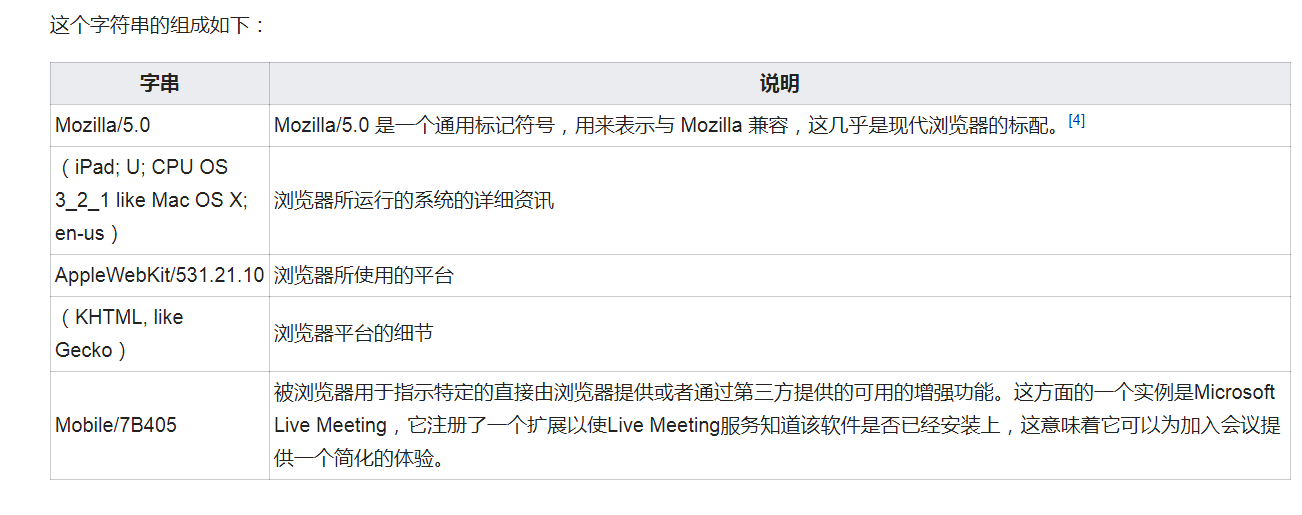 这个字符串的组成如下：
字串
说明
Mozilla/5.0
Mozilla/5.0 是一个通用标记符号，用来表示与 Mozilla 兼容，这几乎是现代浏览器的标配。[4]
（iPad; U; CPU OS
3_2_1 like Mac OS X;
en-us）
浏览器所运行的系统的详细资讯
AppleWebKit/531.21.10
浏览器所使用的平台
（KHTML, like
Gecko）
浏览器平台的细节
Mobile/7B405
被浏览器用于指示特定的直接由浏览器提供或者通过第三方提供的可用的增强功能。这方面的一个实例是Microsoft
Live Meeting，它注册了一个扩展以使Live Meeting服务知道该软件是否已经安装上，这意味着它可以为加入会议提
供一个简化的体验。